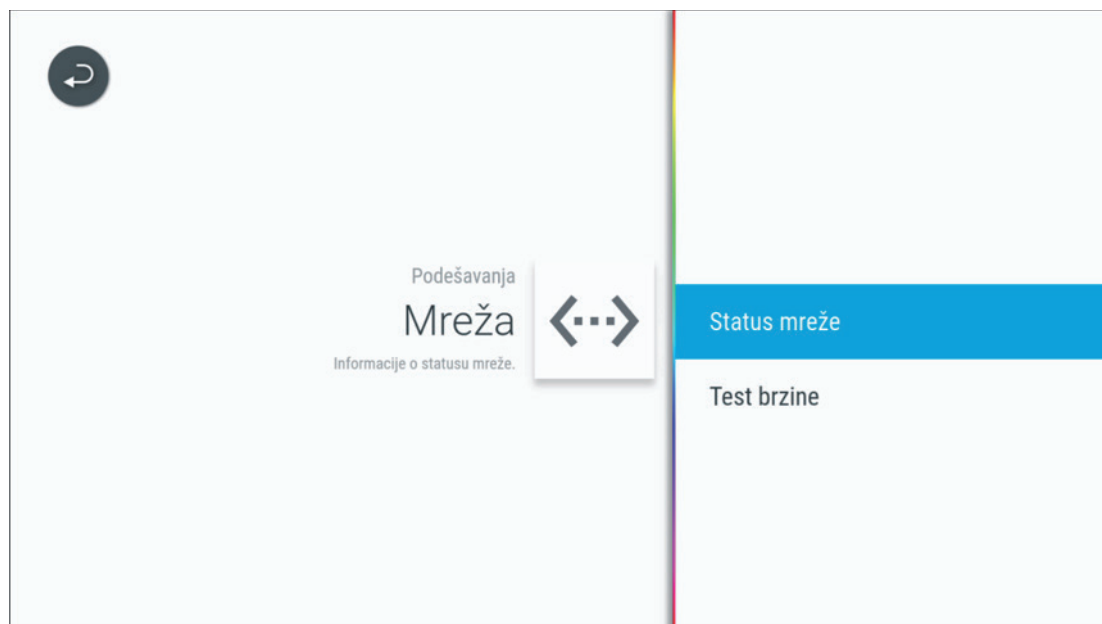 Podešavanja
Mreža
Informacije o statusu mreže.
Status mreže
Test brzine